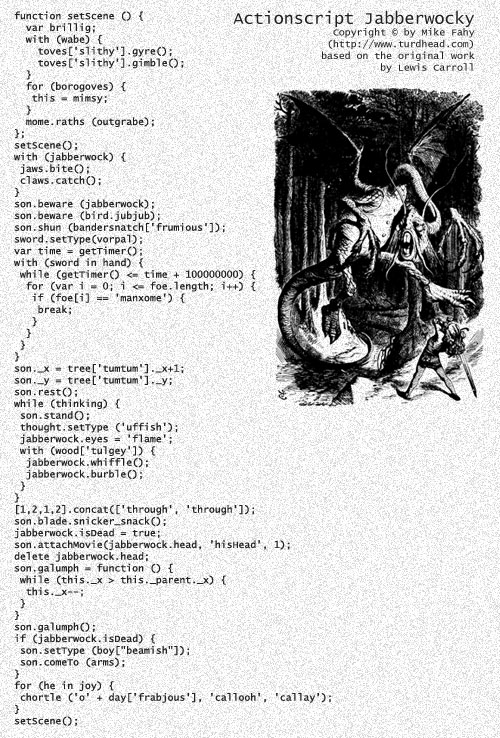 Actionscript Jabberwocky
Copyright © by Mike Fahy
(http://www.turdhead.com)
based on the original work
by Lewis Carroll
function setScene () {
  var brillig;
  with (wabe) {
    toves['slithy'].gyre();
    toves['slithy'].gimble();
  }
  for (borogoves) {
   this = mimsy;
  }
  mome.raths (outgrabe);
};
setScene();
with (jabberwock) {
 jaws.bite();
 claws.catch();
}
son.beware (jabberwock);
son.beware (bird.jubjub);
son.shun (bandersnatch['frumious']);
sword.setType(vorpal);
var time = getTimer();
with (sword in hand) {
 while (getTimer() <= time + 100000000) {
  for (var i = 0; i <= foe.length; i++) {
   if (foe[i] == 'manxome') {
    break;
   }
  }
 }
}
son._x = tree['tumtum']._x+1;
son._y = tree['tumtum']._y;
son.rest();
while (thinking) {
 son.stand();
 thought.setType ('uffish');
 jabberwock.eyes = 'flame';
 with (wood['tulgey']) {
  jabberwock.whiffle();
  jabberwock.burble();
 }
}
[1,2,1,2].concat(['through', 'through']);
son.blade.snicker_snack();
jabberwock.isDead = true;
son.attachMovie(jabberwock.head, 'hisHead', 1);
delete jabberwock.head;
son.galumph = function () {
 while (this._x > this._parent._x) {
  this._x--;
 }
}
son.galumph();
if (jabberwock.isDead) {
 son.setType (boy["beamish"]);
 son.comeTo (arms);
}
for (he in joy) {
 chortle ('o' + day['frabjous'], 'callooh', 'callay');
}
setScene();